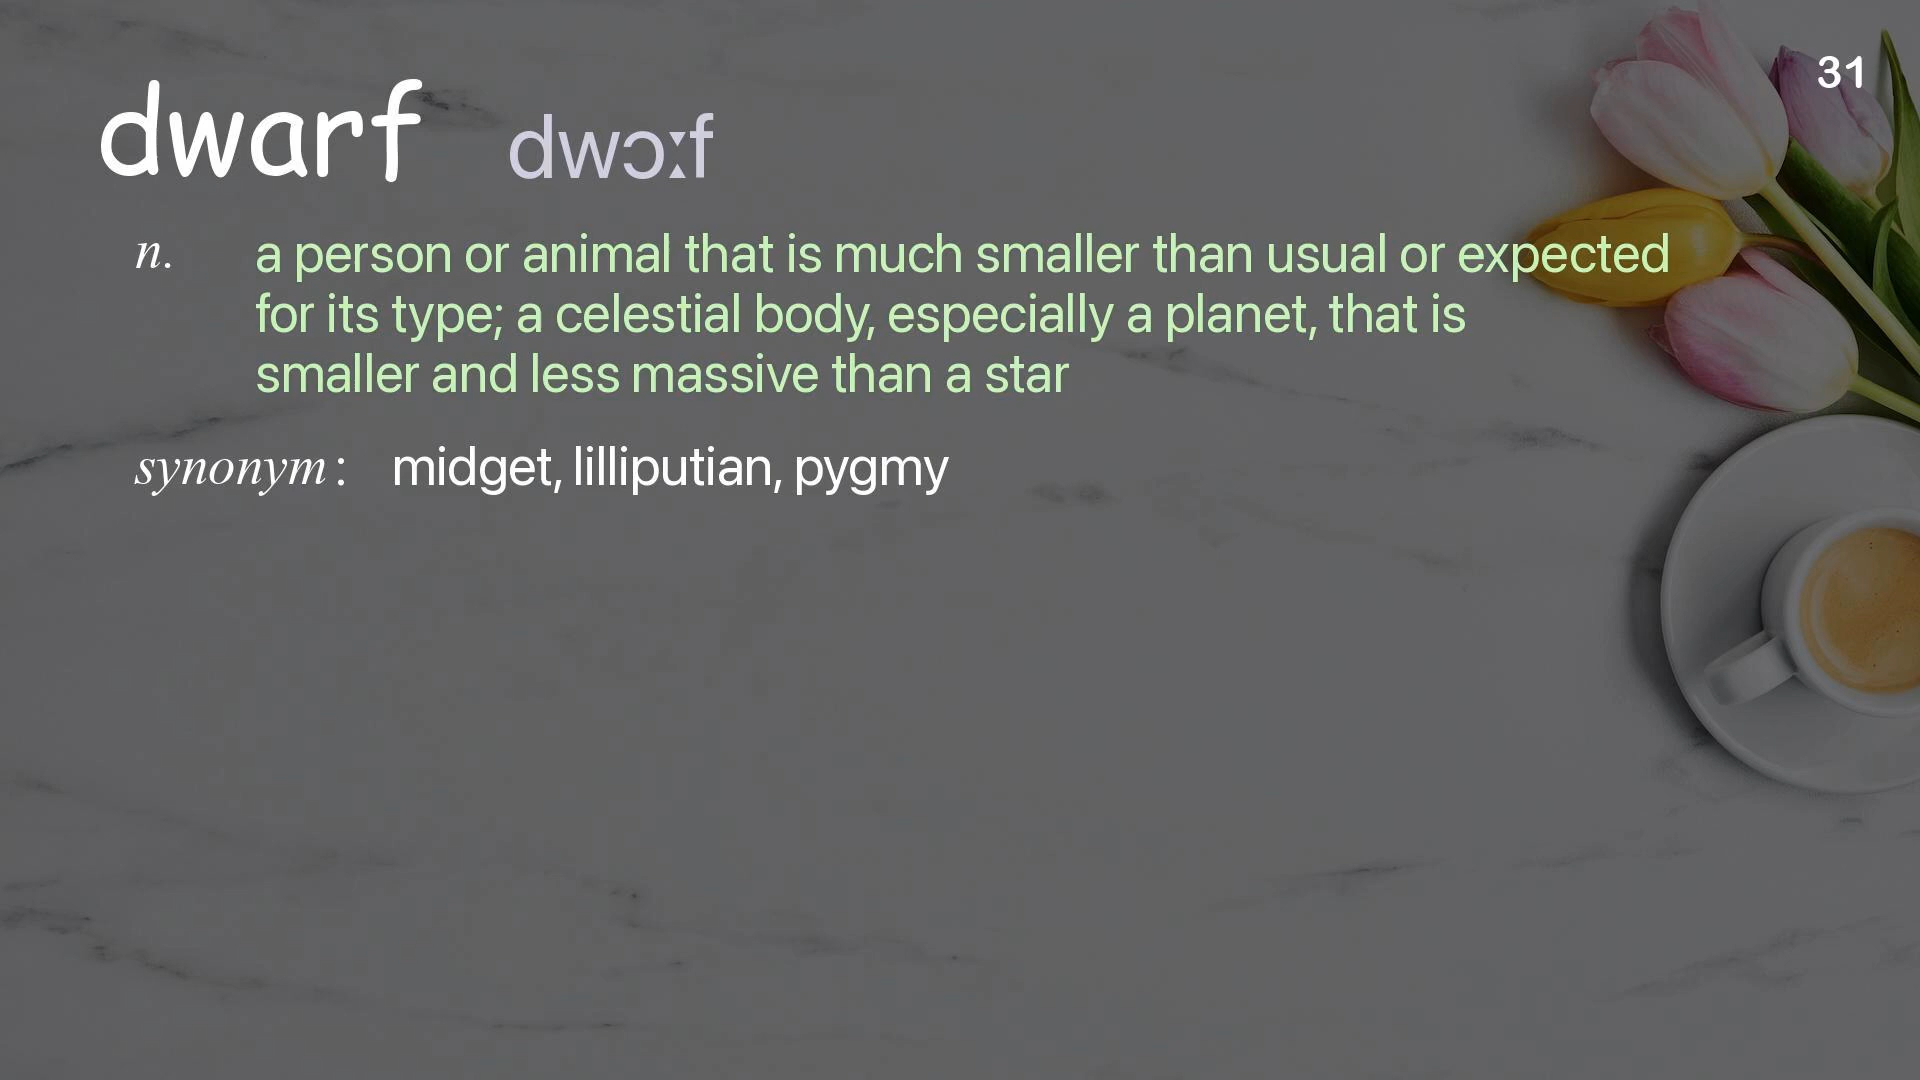 31
dwarf dwɔːf
n. a person or animal that is much smaller than usual or expected
for its type; a celestial body, especially a planet, that is
smaller and less massive than a star
synonym: midget, lilliputian, pygmy